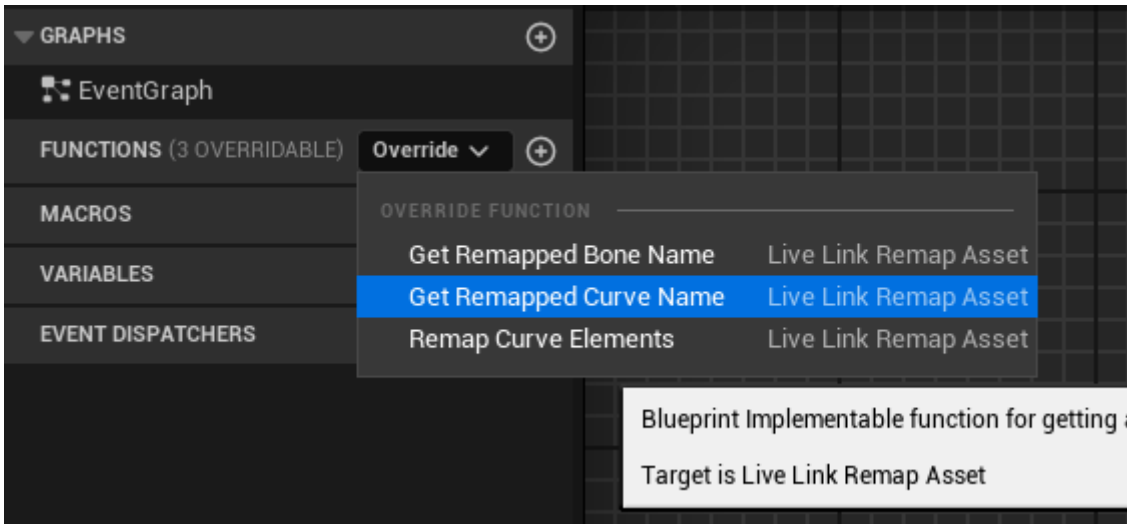 GRAPHS
EventGraph
FUNCTIONS (3 OVERRIDABLE) Override
MACROS
OVERRIDE FUNCTION
Get Remapped Bone Name Live Link Remap Asset
VARIABLES
Get Remapped Curve Name Live Link Remap Asset
EVENT DISPATCHERS
Remap Curve Elements Live Link Remap Asset
Blueprint Implementable function for getting
Target is Live Link Remap Asset